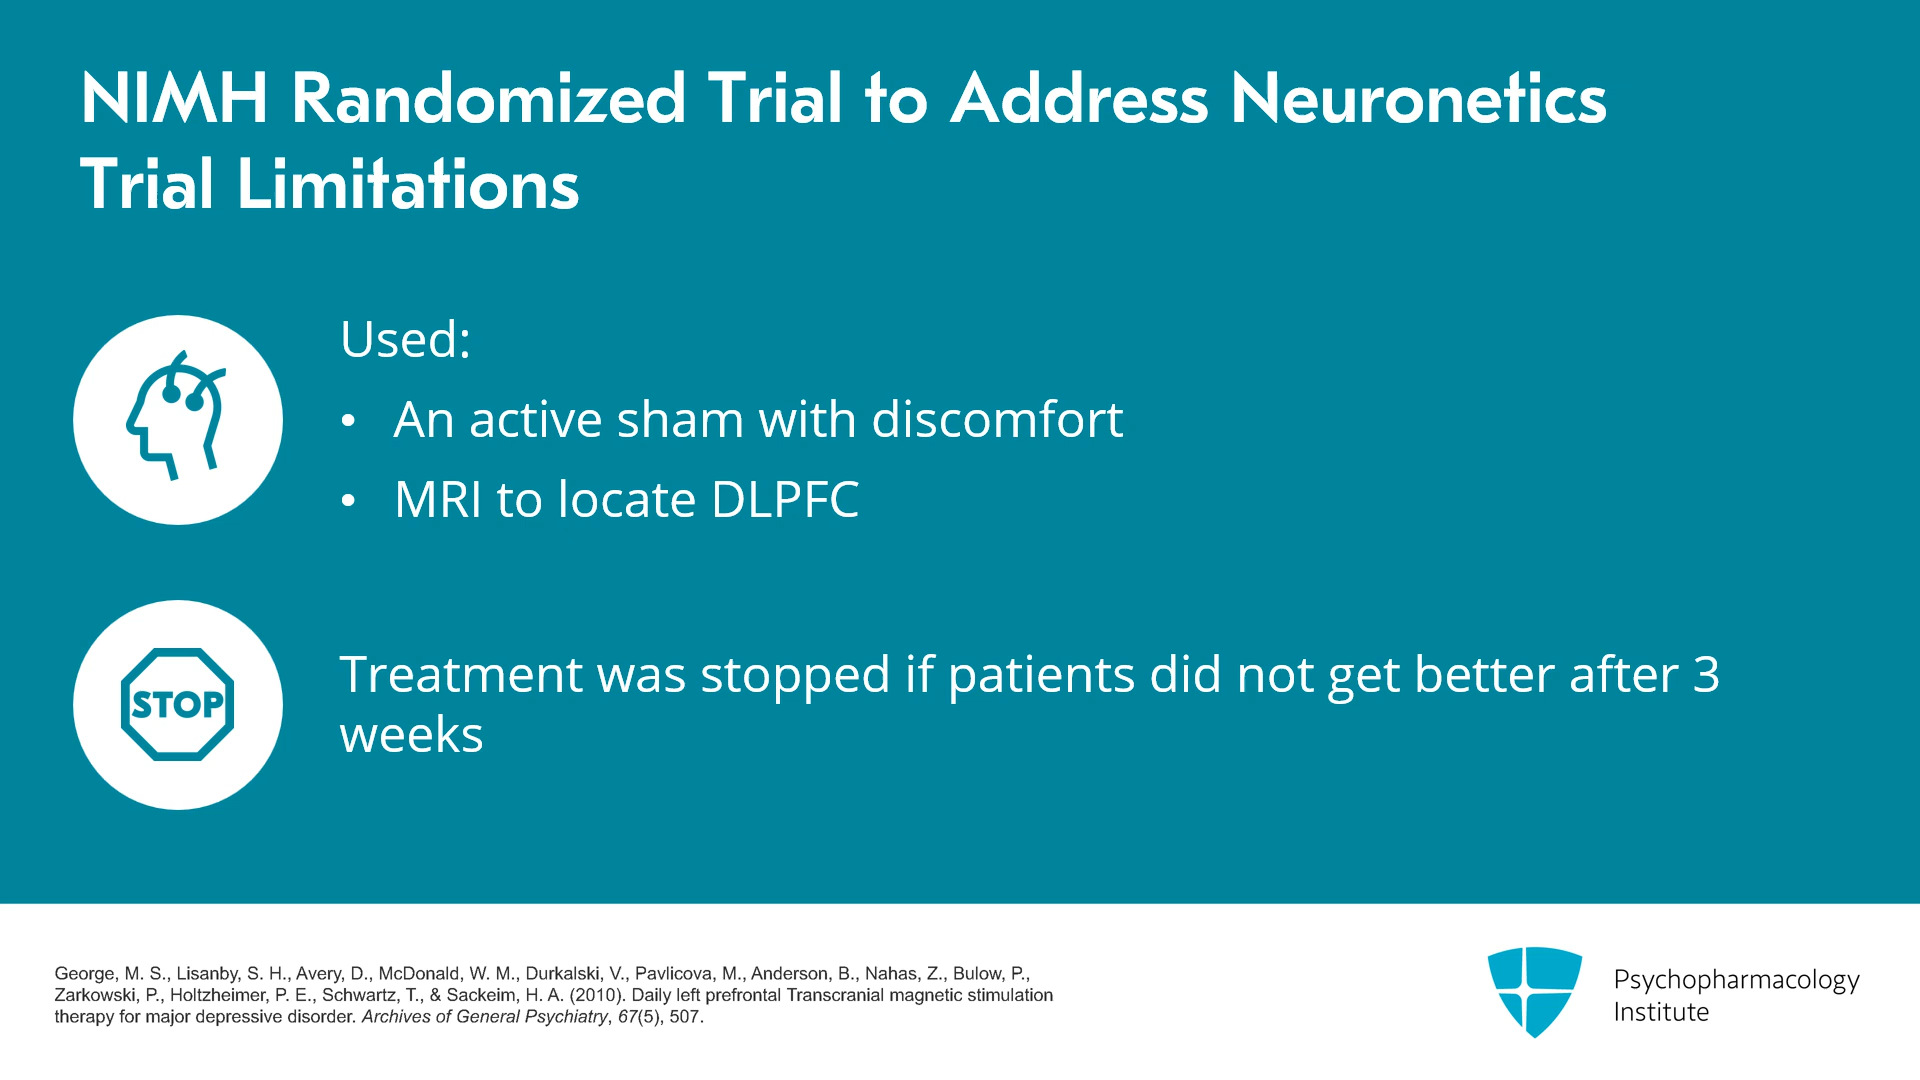 NIMH Randomized Trial to Address Neuronetics
Trial Limitations
Used:
• An active sham with discomfort
• MRI to locate DLPFC
STOP
Treatment was stopped if patients did not get better after 3
weeks
George, M. S., Lisanby, S. H., Avery, D., McDonald, W. M., Durkalski, V., Pavlicova, M., Anderson, B., Nahas, Z., Bulow, P.,
Zarkowski, P., Holtzheimer, P. E., Schwartz, T., & Sackeim, H. A. (2010). Daily left prefrontal Transcranial magnetic stimulation
therapy for major depressive disorder. Archives of General Psychiatry, 67(5), 507.
Psychopharmacology
Institute